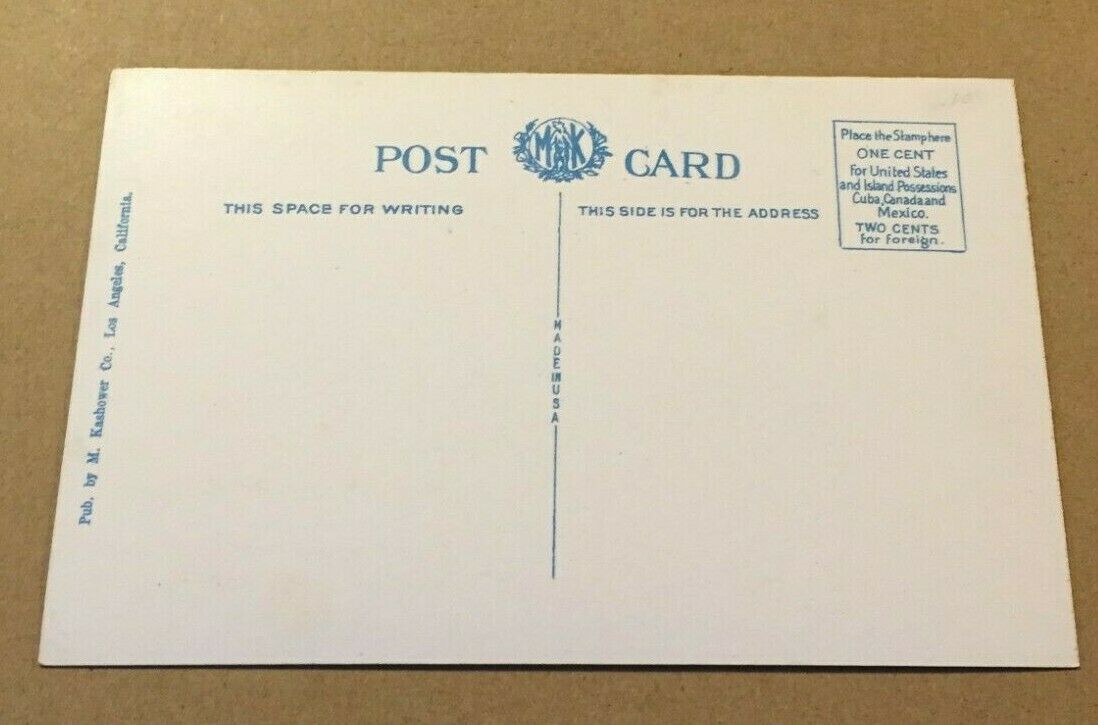 POST CARD
MK
THIS SPACE FOR WRITING
THIS SIDE IS FOR THE ADDRESS
Place the Stamp here
ONE CENT
for United States
and Island Possessions
Cuba, Canada and
Mexico.
TWO CENTS
for foreign.
MADE IN USA
Pub. by M. Kashower Co., Los Angeles, California.